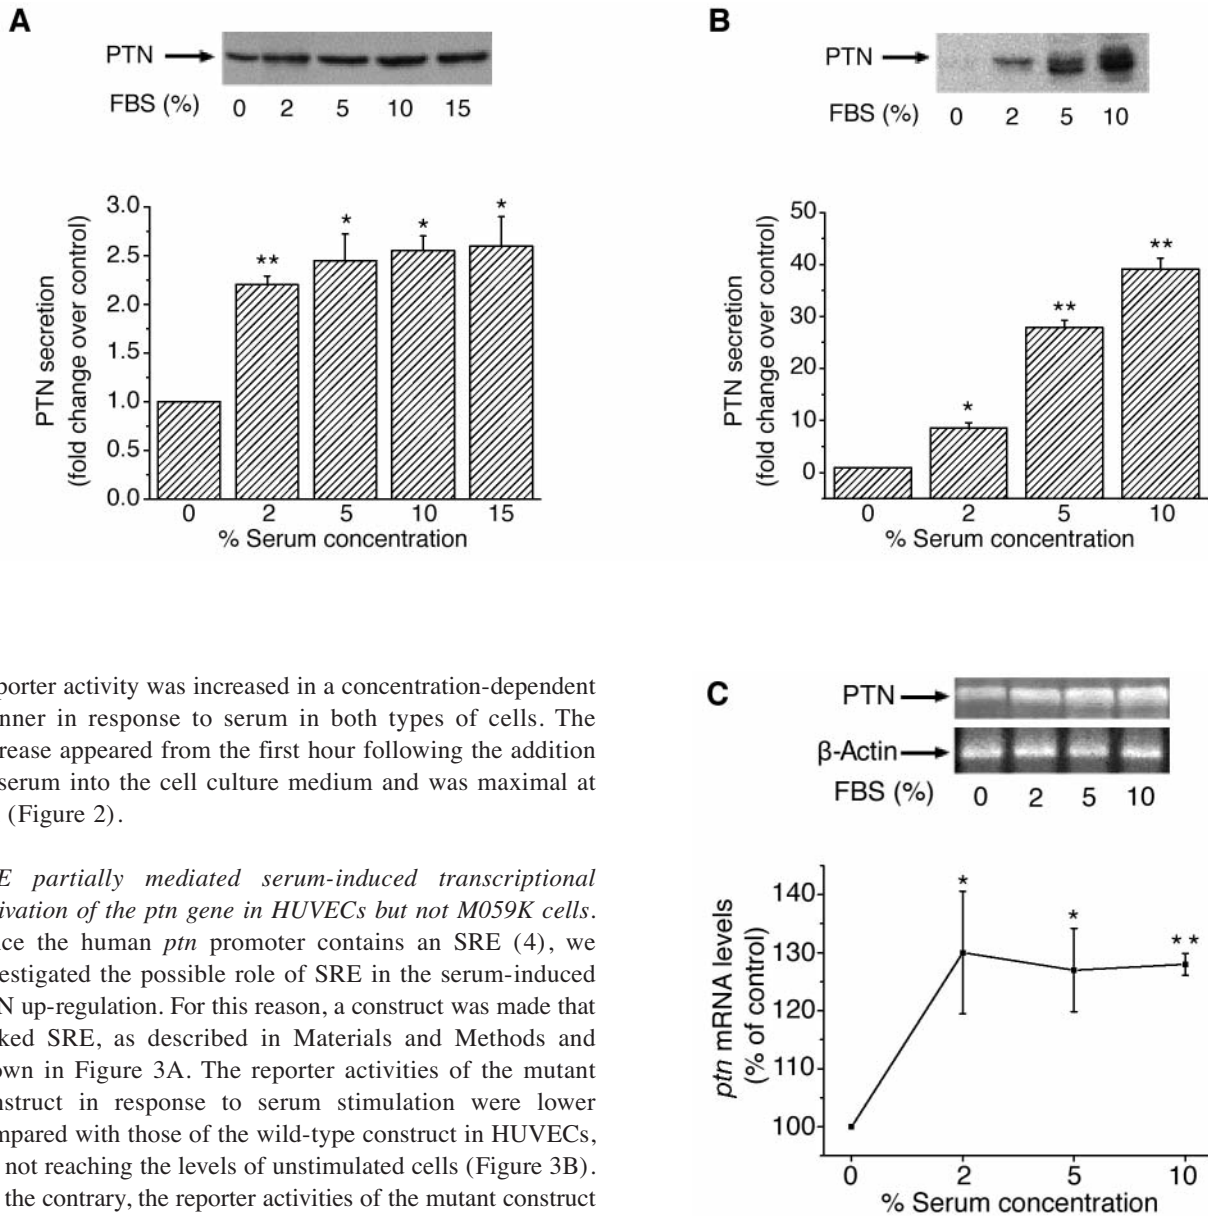 A
PTN
FBS (%) 0 2 5 10 15
3.0
2.5
2.0
1.5
1.0
0.5
0.0
PTN secretion
(fold change over control)
** * * *
0 2 5 10 15
% Serum concentration
B
PTN
FBS (%) 0 2 5 10
50
40
30
20
10
0
PTN secretion
(fold change over control)
* ** **
0 2 5 10
% Serum concentration
porter activity was increased in a concentration-dependent
nner in response to serum in both types of cells. The
rease appeared from the first hour following the addition
serum into the cell culture medium and was maximal at
(Figure 2).
E partially mediated serum-induced transcriptional
ivation of the ptn gene in HUVECs but not M059K cells.
ce the human ptn promoter contains an SRE (4), we
estigated the possible role of SRE in the serum-induced
N up-regulation. For this reason, a construct was made that
ked SRE, as described in Materials and Methods and
own in Figure 3A. The reporter activities of the mutant
nstruct in response to serum stimulation were lower
mpared with those of the wild-type construct in HUVECs,
not reaching the levels of unstimulated cells (Figure 3B).
the contrary, the reporter activities of the mutant construct
C
PTN
β-Actin
FBS (%) 0 2 5 10
140
130
120
110
100
ptn mRNA levels
(% of control)
* * **
0 2 5 10
% Serum concentration